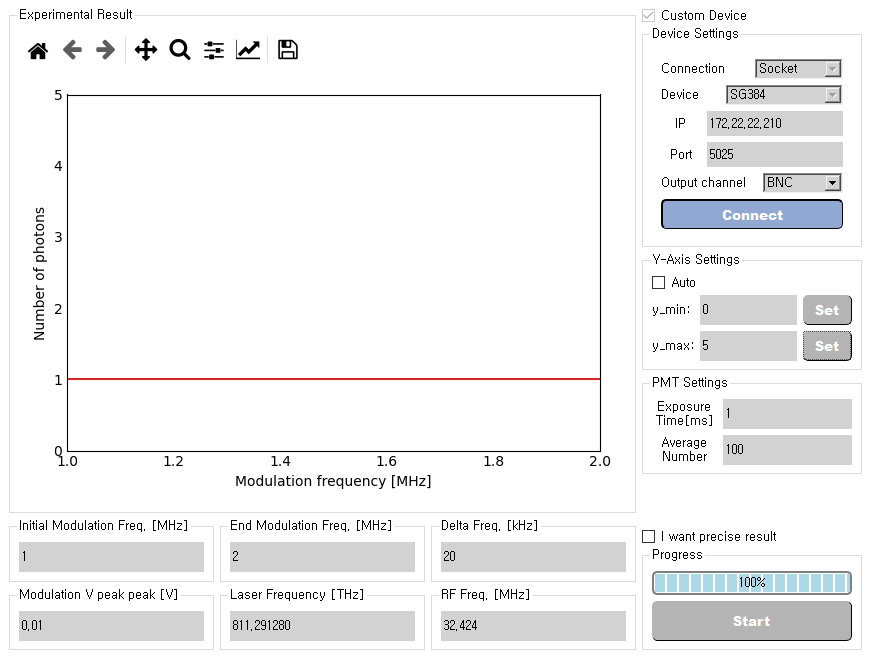 Experimental Result
5
4
3
2
1
0
Number of photons
1.0
1.2
1.4
1.6
1.8
2.0
Modulation frequency [MHz]
Custom Device
Device Settings
Connection
Socket
Device
SG384
IP
172,22,22,210
Port
5025
Output channel
BNC
Connect
Y-Axis Settings
Auto
y_min:
0
Set
y_max:
5
Set
PMT Settings
Exposure
Time[ms]
1
Average
Number
100
Initial Modulation Freq, [MHz]
1
End Modulation Freq, [MHz]
2
Delta Freq, [kHz]
20
Modulation V peak peak [V]
0,01
Laser Frequency [THz]
811,291280
RF Freq, [MHz]
32,424
I want precise result
Progress
100%
Start